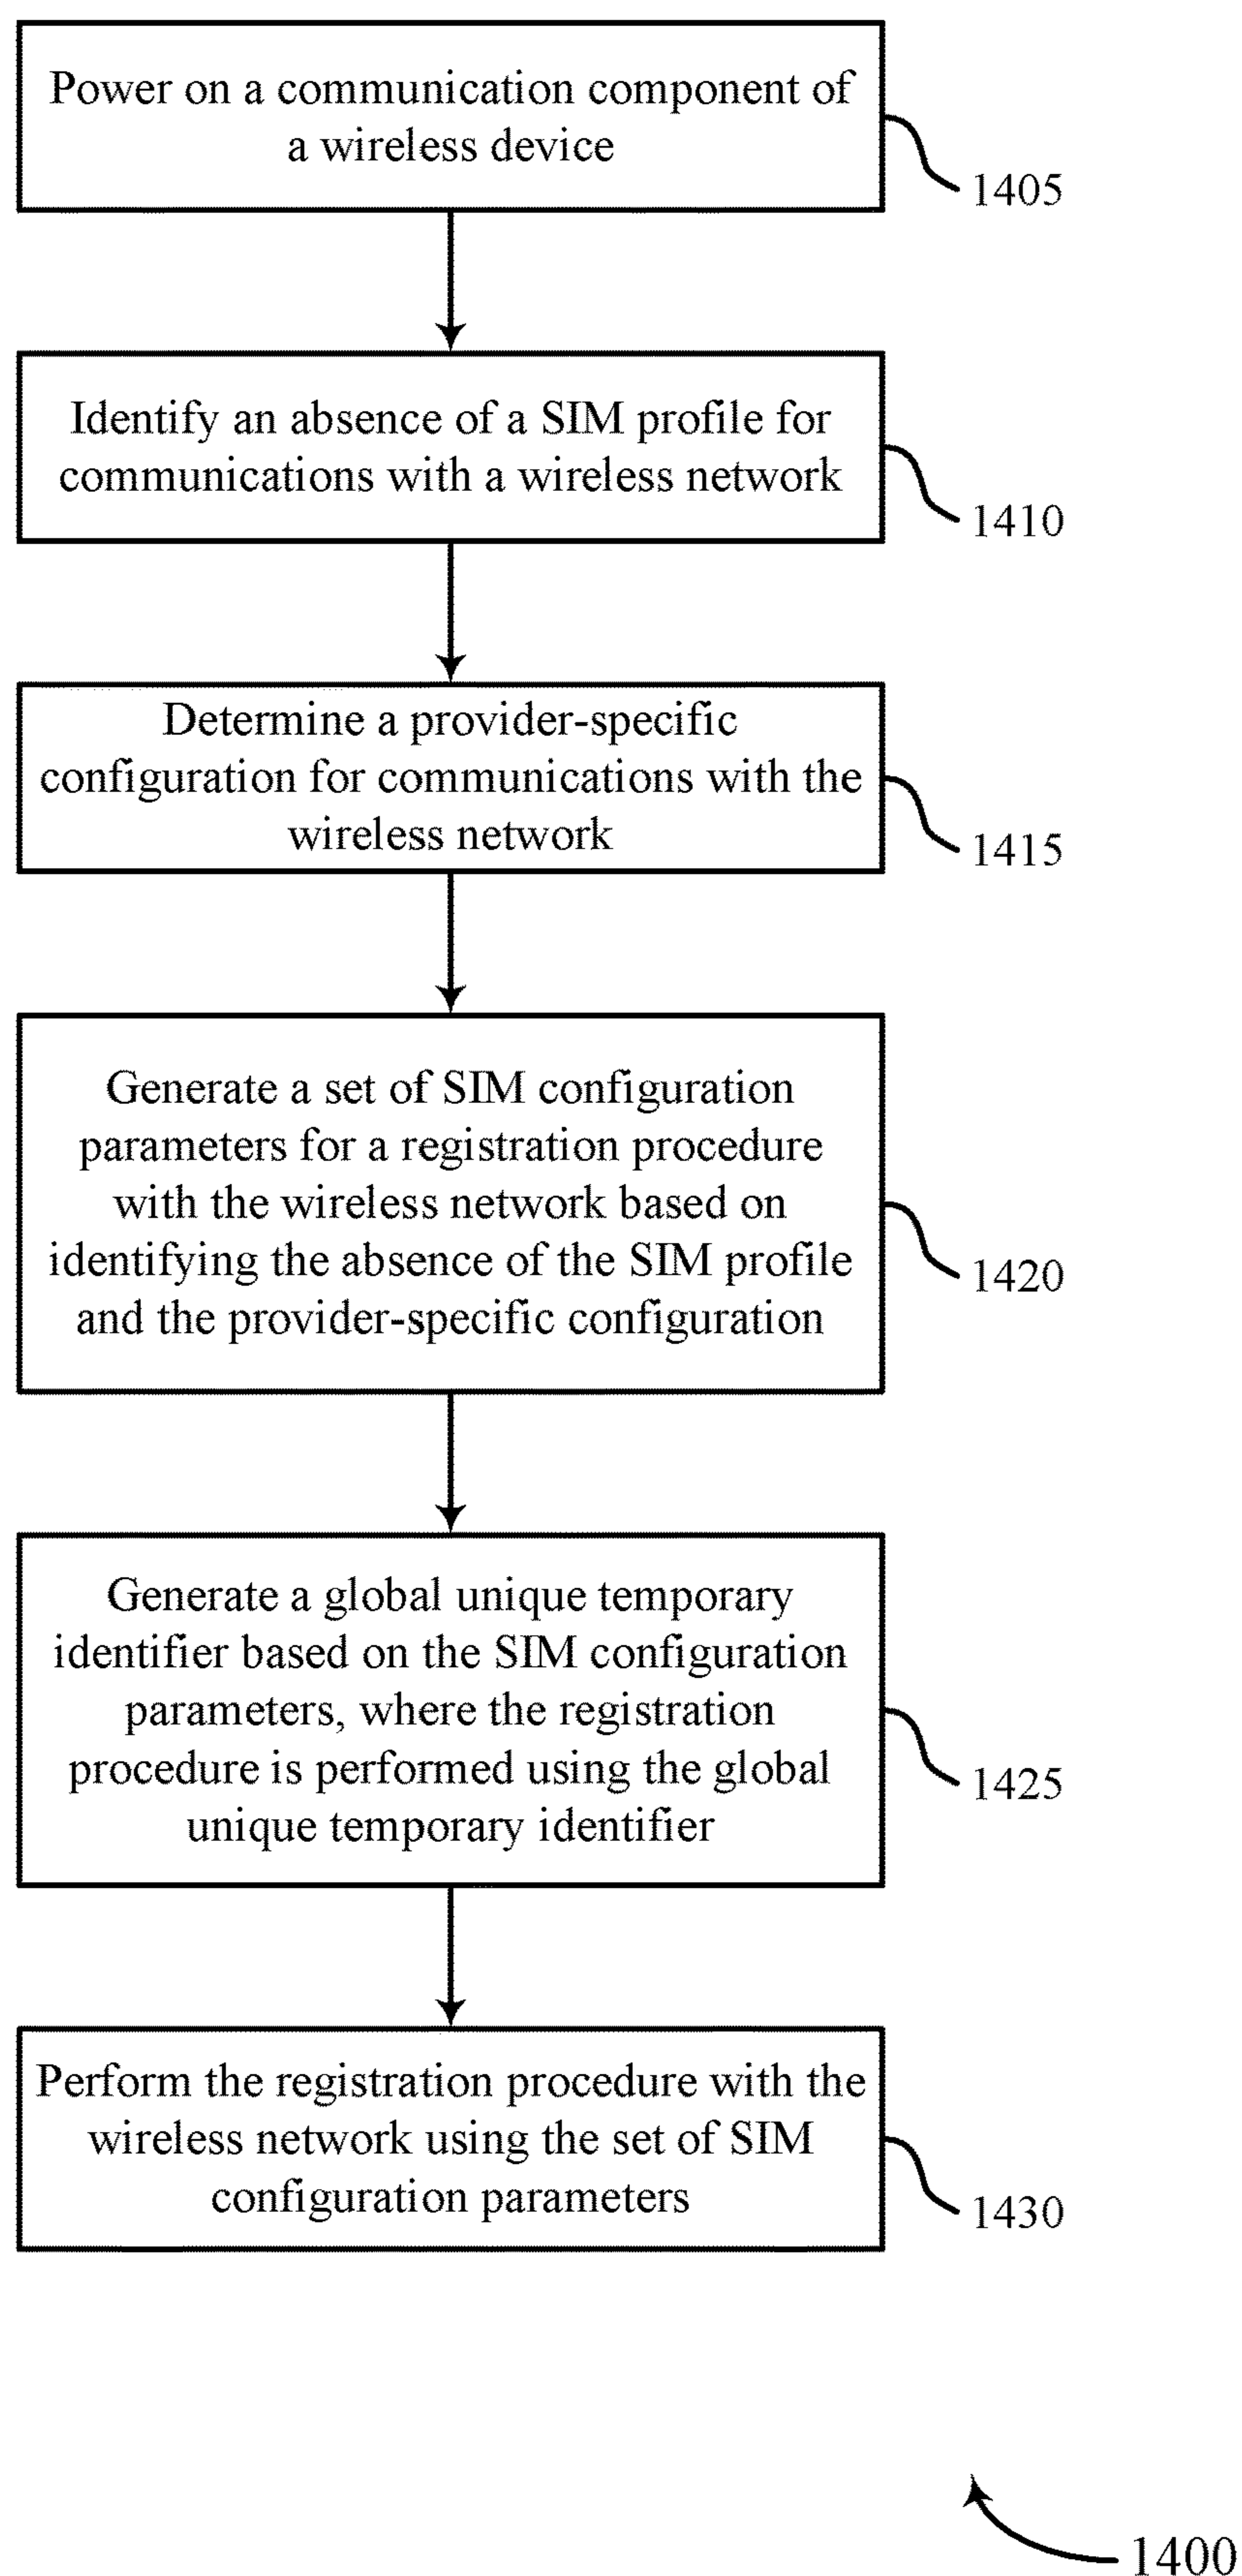 Power on a communication component of
a wireless device
1405
Identify an absence of a SIM profile for
communications with a wireless network
1410
Determine a provider-specific
configuration for communications with the
wireless network
1415
Generate a set of SIM configuration
parameters for a registration procedure
with the wireless network based on
identifying the absence of the SIM profile
and the provider-specific configuration
1420
Generate a global unique temporary
identifier based on the SIM configuration
parameters, where the registration
procedure is performed using the global
unique temporary identifier
1425
Perform the registration procedure with the
wireless network using the set of SIM
configuration parameters
1430
1400